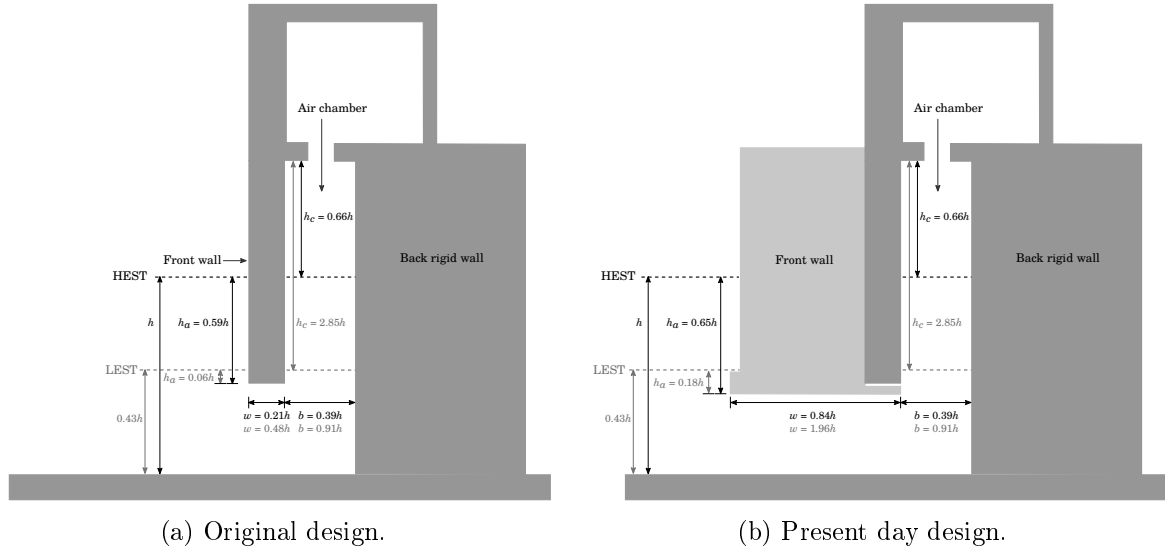 Air chamber
h_c = 0.66h
Front wall
Back rigid wall
HEST
h
h_a = 0.59h
h_c = 2.85h
LEST
h_a = 0.06h
0.43h
w = 0.21h b = 0.39h
w = 0.48h b = 0.91h
(a) Original design.
Air chamber
h_c = 0.66h
Front wall
Back rigid wall
HEST
h
h_a = 0.65h
h_c = 2.85h
LEST
h_a = 0.18h
0.43h
w = 0.84h b = 0.39h
w = 1.96h b = 0.91h
(b) Present day design.